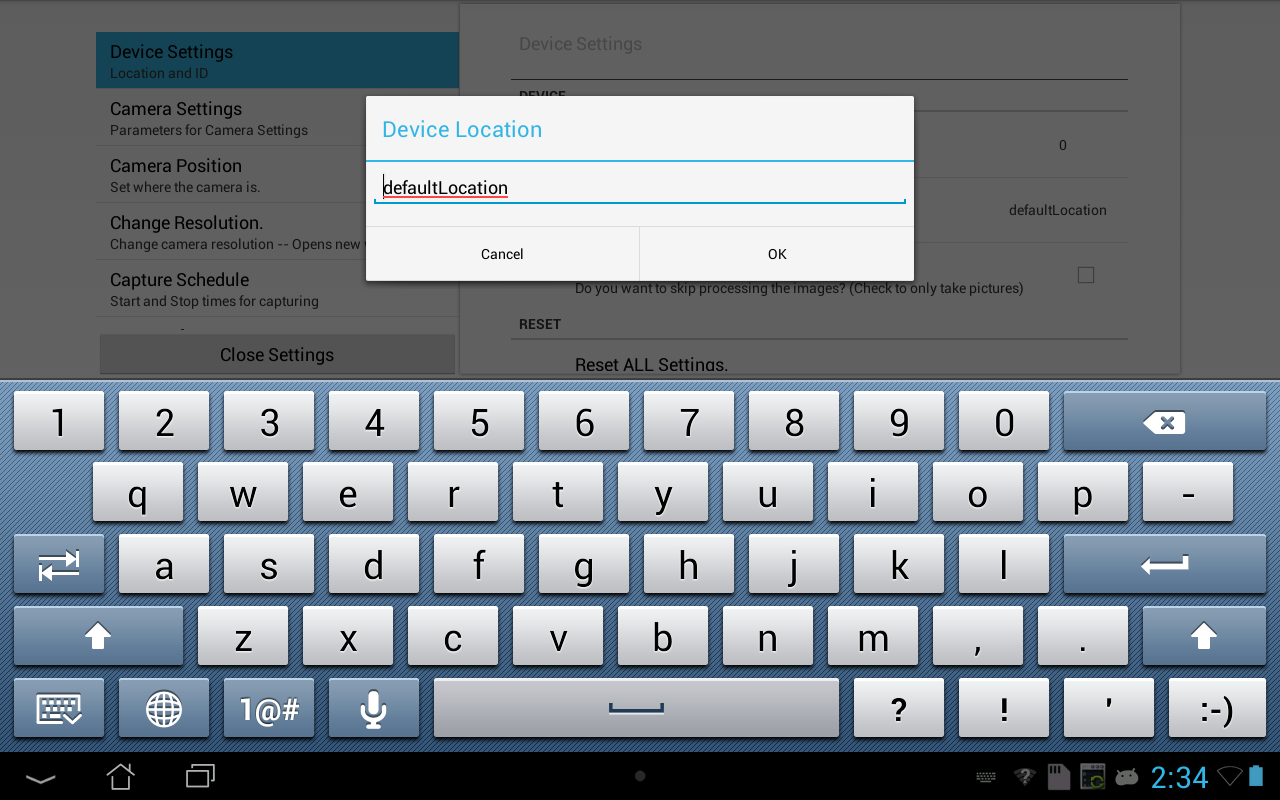 Device Settings
Location and ID
Camera Settings
Parameters for Camera Settings
Camera Position
Set where the camera is.
Change Resolution.
Change camera resolution -- Opens new
Capture Schedule
Start and Stop times for capturing
Close Settings
Device Settings
DEVICE
0
defaultLocation
Do you want to skip processing the images? (Check to only take pictures)
RESET
Reset ALL Settings.
Device Location
defaultLocation
Cancel OK
1 2 3 4 5 6 7 8 9 0
q w e r t y u i o p -
a s d f g h j k l
z x c v b n m , .
1@# ? ! ' :-)
2:34